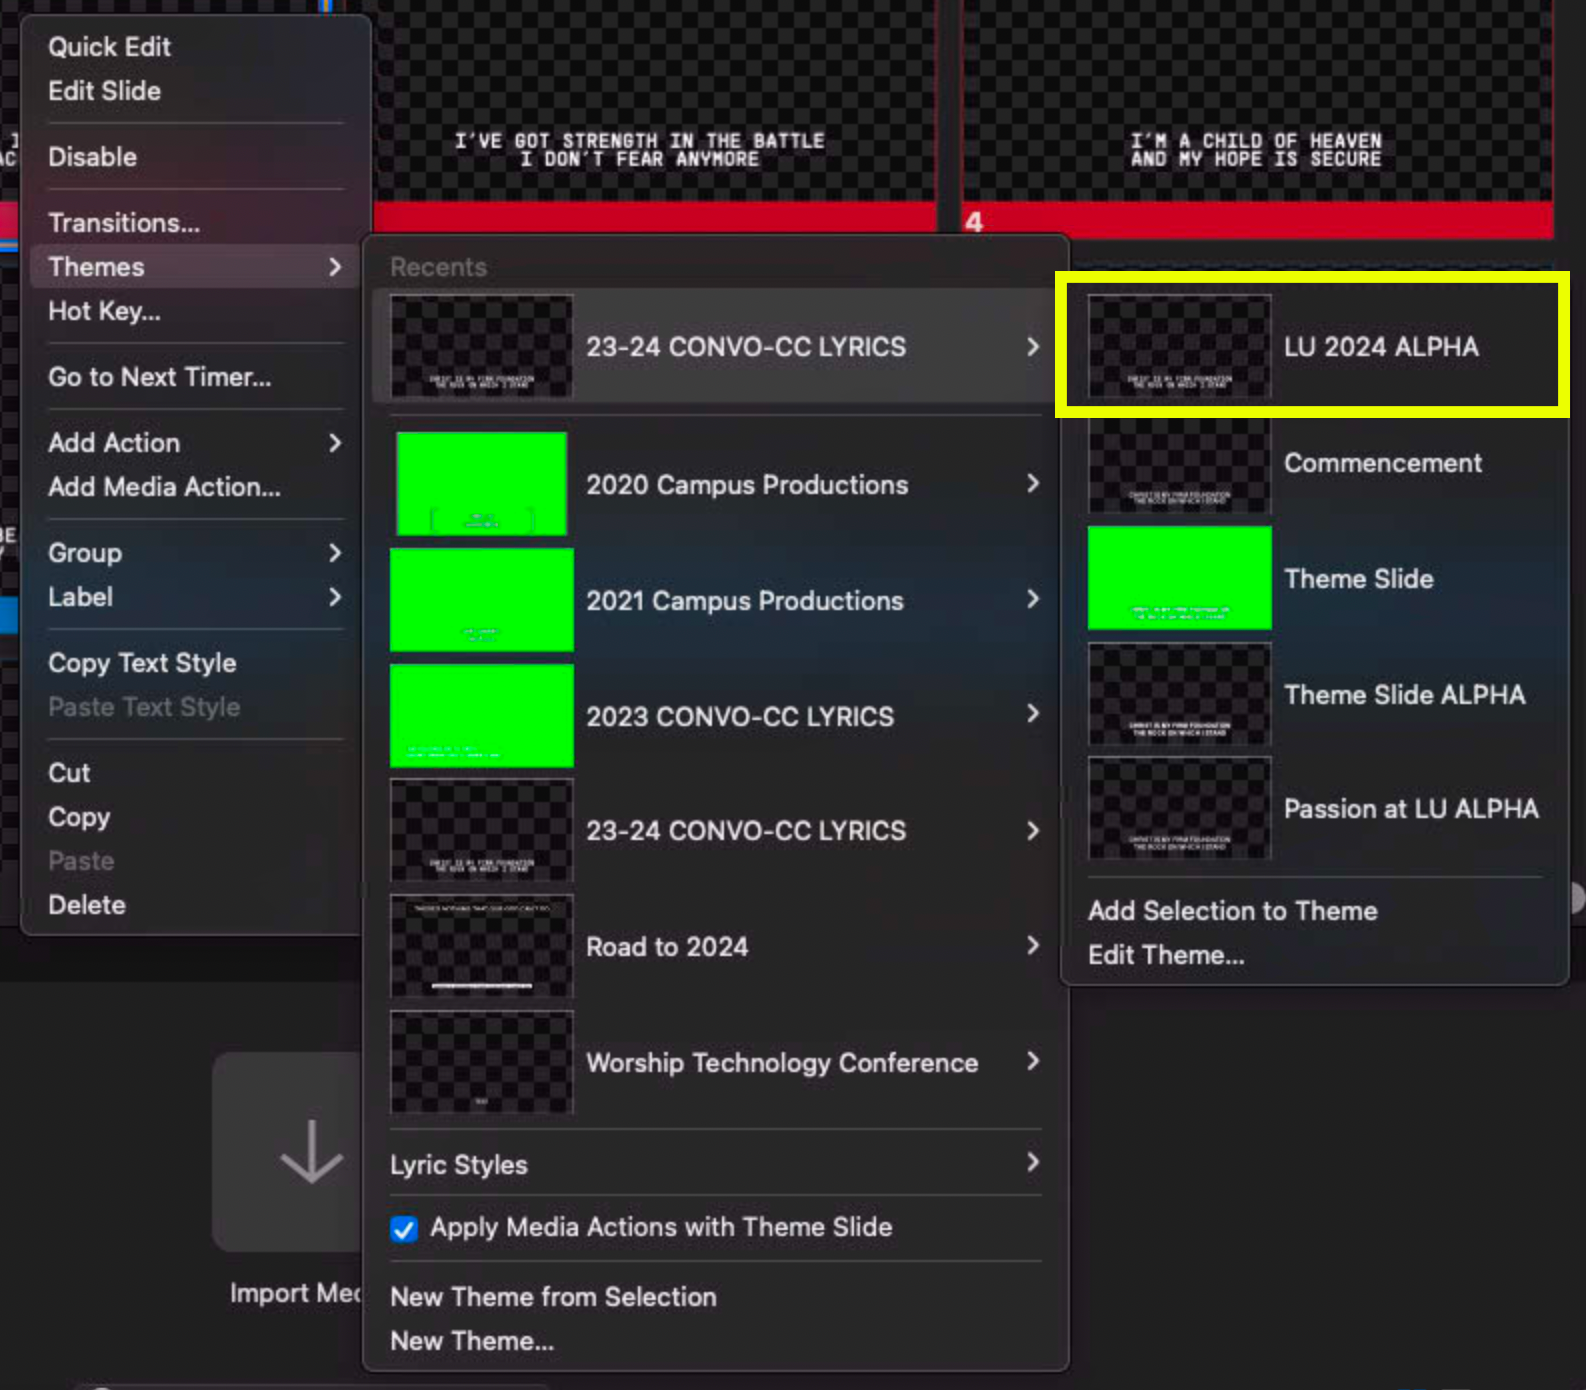 Quick Edit
Edit Slide
Disable
Transitions...
Themes
Hot Key...
Go to Next Timer...
Add Action
Add Media Action...
Group
Label
Copy Text Style
Paste Text Style
Cut
Copy
Paste
Delete
I'VE GOT STRENGTH IN THE BATTLE
I DON'T FEAR ANYMORE
I'M A CHILD OF HEAVEN
AND MY HOPE IS SECURE
4
Recents
23-24 CONVO-CC LYRICS
2020 Campus Productions
2021 Campus Productions
2023 CONVO-CC LYRICS
23-24 CONVO-CC LYRICS
Road to 2024
Worship Technology Conference
Lyric Styles
Apply Media Actions with Theme Slide
New Theme from Selection
New Theme...
LU 2024 ALPHA
Commencement
Theme Slide
Theme Slide ALPHA
Passion at LU ALPHA
Add Selection to Theme
Edit Theme...
Import